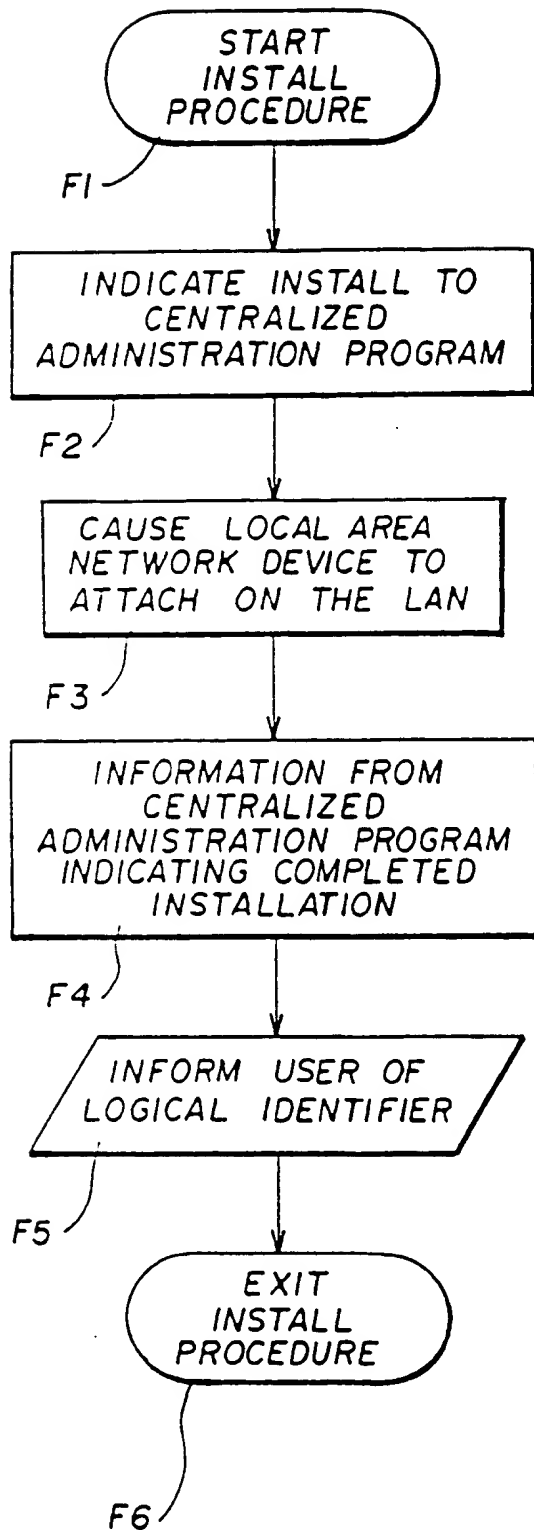 START
INSTALL
PROCEDURE
F1
INDICATE INSTALL TO
CENTRALIZED
ADMINISTRATION PROGRAM
F2
CAUSE LOCAL AREA
NETWORK DEVICE TO
ATTACH ON THE LAN
F3
INFORMATION FROM
CENTRALIZED
ADMINISTRATION PROGRAM
INDICATING COMPLETED
INSTALLATION
F4
INFORM USER OF
LOGICAL IDENTIFIER
F5
EXIT
INSTALL
PROCEDURE
F6